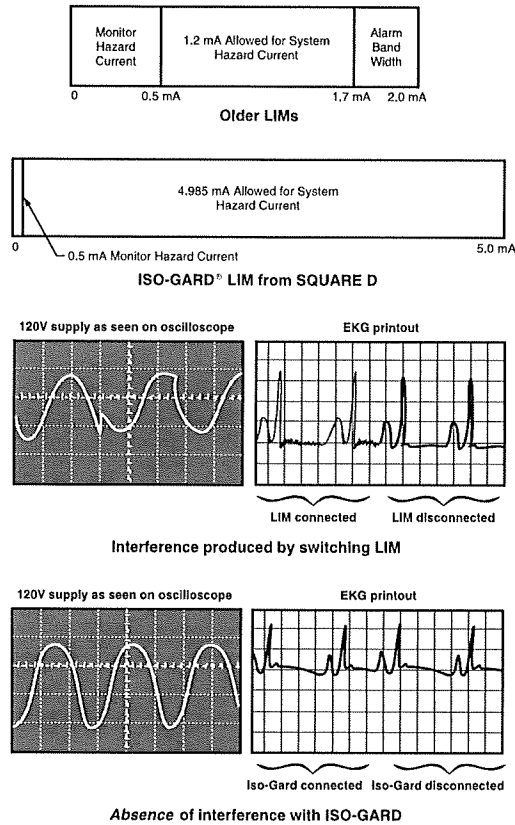 Monitor
Hazard
Current
1.2 mA Allowed for System
Hazard Current
Alarm
Band
Width
0
0.5 mA
1.7 mA
2.0 mA
Older LIMs
4.985 mA Allowed for System
Hazard Current
0
5.0 mA
0.5 mA Monitor Hazard Current
ISO-GARD® LIM from SQUARE D
120V supply as seen on oscilloscope
EKG printout
LIM connected
LIM disconnected
Interference produced by switching LIM
120V supply as seen on oscilloscope
EKG printout
Iso-Gard connected
Iso-Gard disconnected
Absence of interference with ISO-GARD